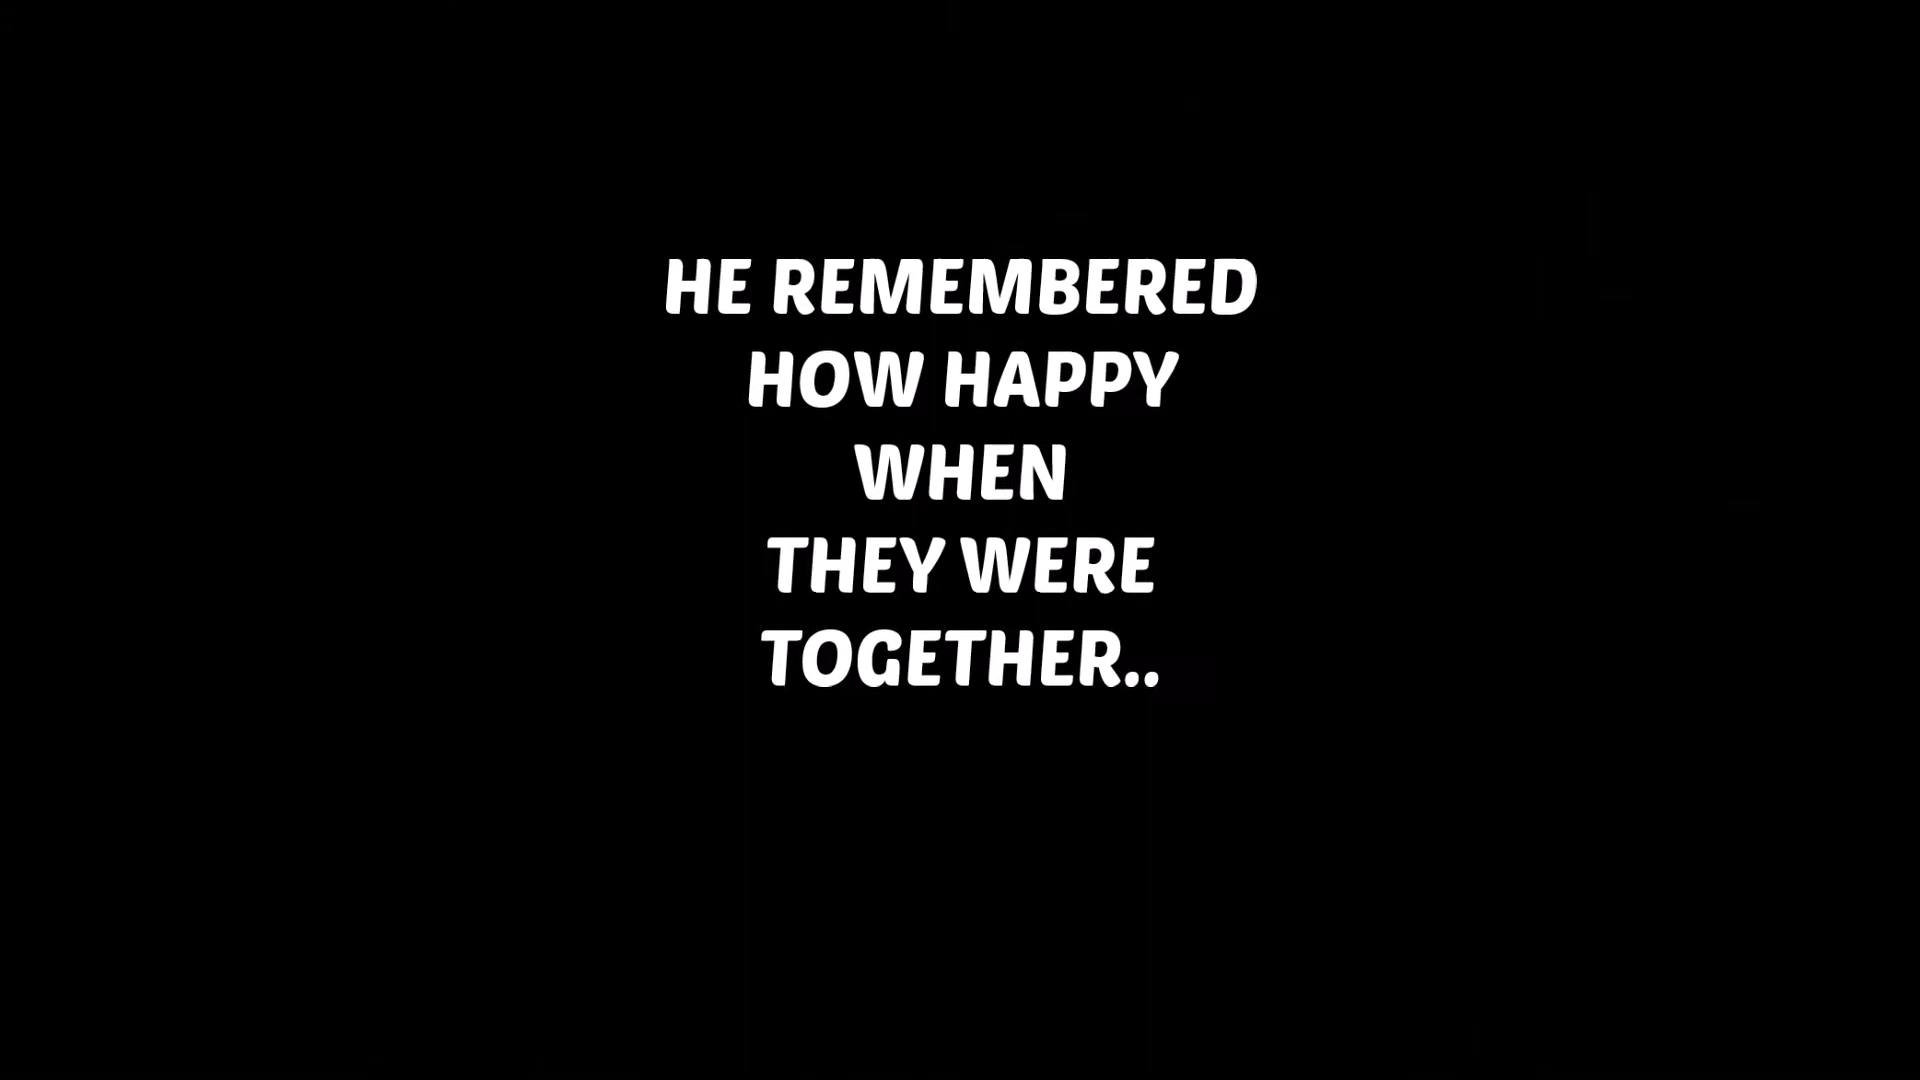 HE REMEMBERED
HOW HAPPY
WHEN
THEY WERE
TOGETHER..